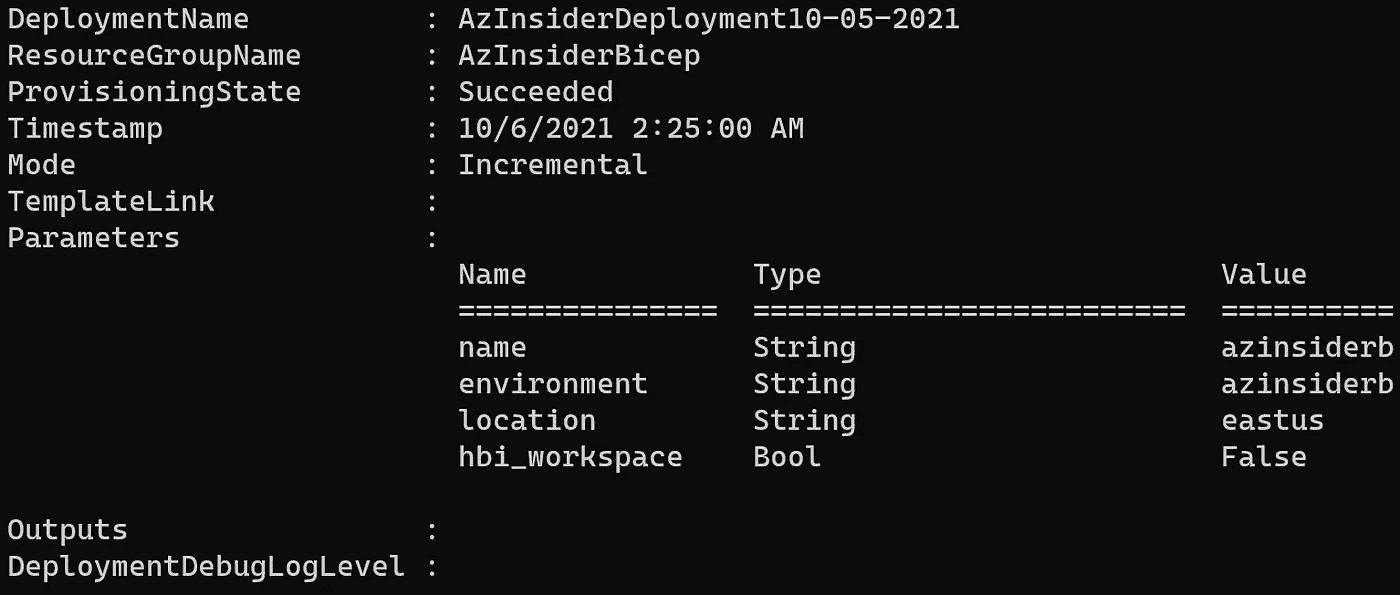 DeploymentName : AzInsiderDeployment10-05-2021
ResourceGroupName : AzInsiderBicep
ProvisioningState : Succeeded
Timestamp : 10/6/2021 2:25:00 AM
Mode : Incremental
TemplateLink :
Parameters :
Name Type Value
=============== ========================= ==========
name String azinsiderb
environment String azinsiderb
location String eastus
hbi_workspace Bool False
Outputs :
DeploymentDebugLogLevel :